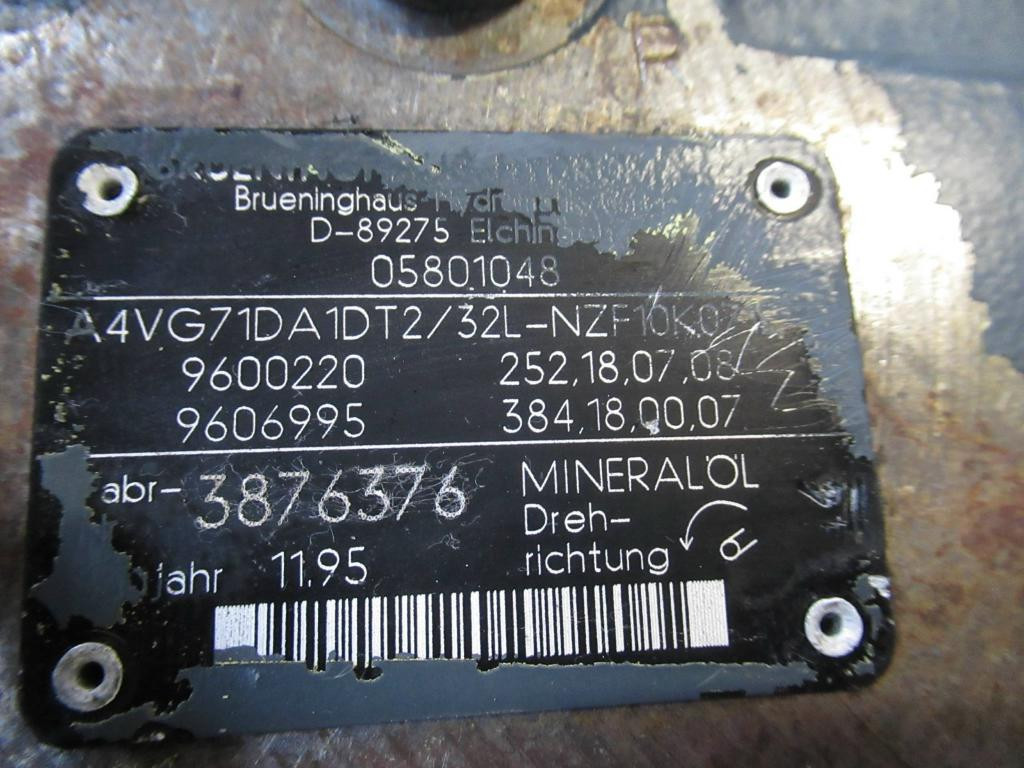 Brueninghaus
D-89275 Elchingen
05801048
A4VG71DA1DT2/32L-NZF10K07
9600220 252,18,07,08
9606995 384,18,00,07
abr- 3876376 MINERALÖL
Dreh-
richtung
jahr 11.95